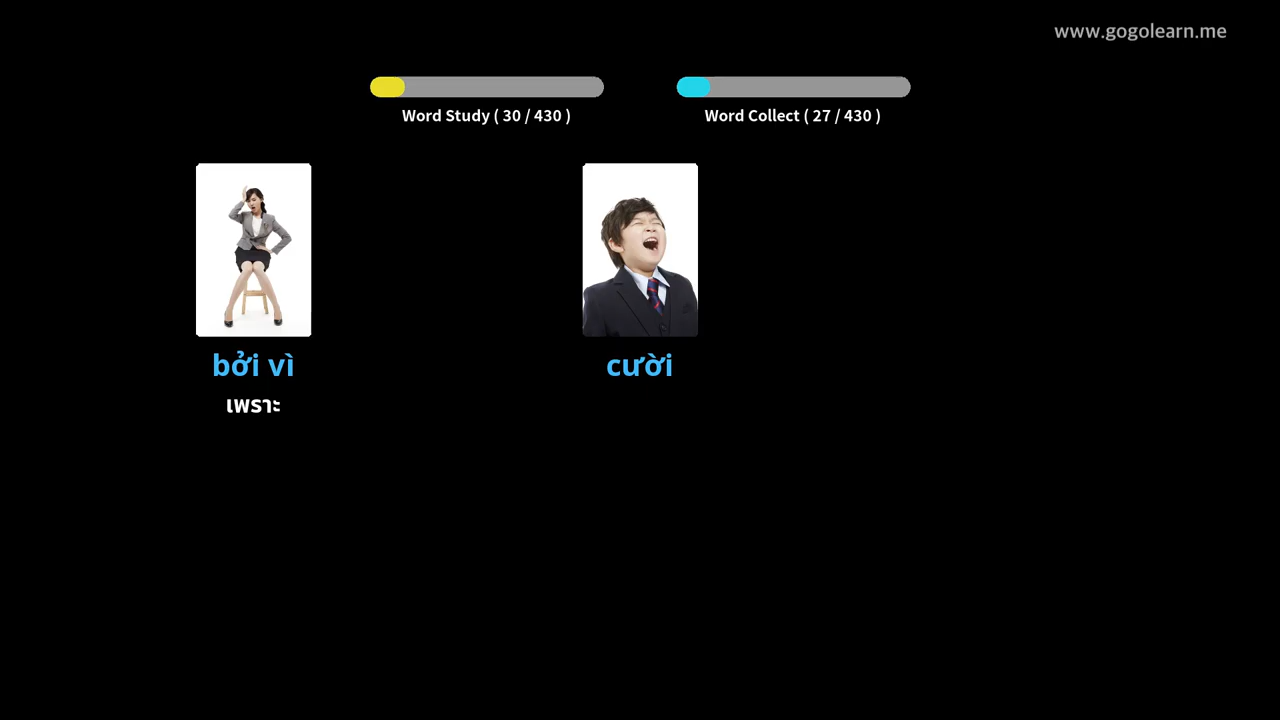 www.gogolearn.me
Word Study ( 30 / 430 )
Word Collect ( 27 / 430 )
bởi vì
cười
เพราะ